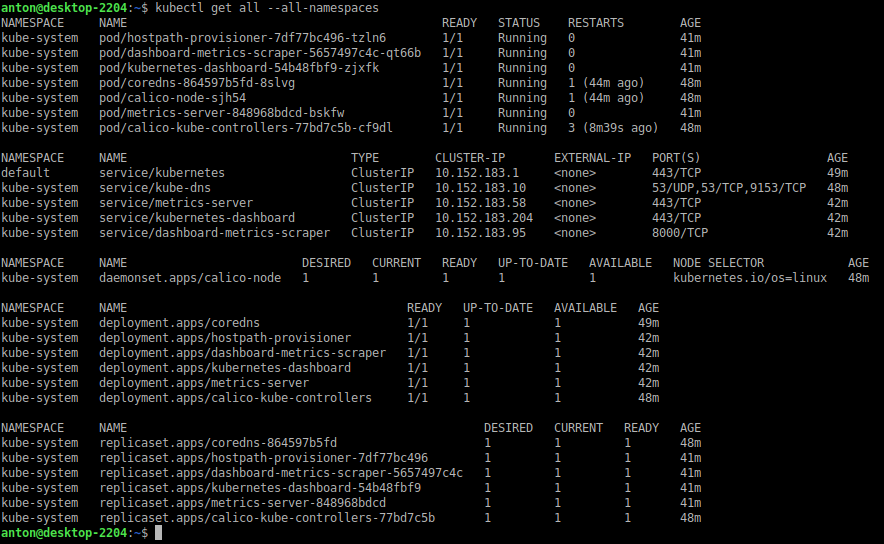 anton@desktop-2204:~$ kubectl get all --all-namespaces
NAMESPACE     NAME                                             READY   STATUS    RESTARTS        AGE
kube-system   pod/hostpath-provisioner-7df77bc496-tzln6        1/1     Running   0               41m
kube-system   pod/dashboard-metrics-scraper-5657497c4c-qt66b   1/1     Running   0               41m
kube-system   pod/kubernetes-dashboard-54b48fbf9-zjxfk         1/1     Running   0               41m
kube-system   pod/coredns-864597b5fd-8slvg                     1/1     Running   1 (44m ago)     48m
kube-system   pod/calico-node-sjh54                            1/1     Running   1 (44m ago)     48m
kube-system   pod/metrics-server-848968bdcd-bskfw              1/1     Running   0               41m
kube-system   pod/calico-kube-controllers-77bd7c5b-cf9dl       1/1     Running   3 (8m39s ago)   48m

NAMESPACE     NAME                                TYPE        CLUSTER-IP       EXTERNAL-IP   PORT(S)                  AGE
default       service/kubernetes                  ClusterIP   10.152.183.1     <none>        443/TCP                  49m
kube-system   service/kube-dns                    ClusterIP   10.152.183.10    <none>        53/UDP,53/TCP,9153/TCP   48m
kube-system   service/metrics-server              ClusterIP   10.152.183.58    <none>        443/TCP                  42m
kube-system   service/kubernetes-dashboard        ClusterIP   10.152.183.204   <none>        443/TCP                  42m
kube-system   service/dashboard-metrics-scraper   ClusterIP   10.152.183.95    <none>        8000/TCP                 42m

NAMESPACE     NAME                         DESIRED   CURRENT   READY   UP-TO-DATE   AVAILABLE   NODE SELECTOR            AGE
kube-system   daemonset.apps/calico-node   1         1         1       1            1           kubernetes.io/os=linux   48m

NAMESPACE     NAME                                        READY   UP-TO-DATE   AVAILABLE   AGE
kube-system   deployment.apps/coredns                     1/1     1            1           49m
kube-system   deployment.apps/hostpath-provisioner        1/1     1            1           42m
kube-system   deployment.apps/dashboard-metrics-scraper   1/1     1            1           42m
kube-system   deployment.apps/kubernetes-dashboard        1/1     1            1           42m
kube-system   deployment.apps/metrics-server              1/1     1            1           42m
kube-system   deployment.apps/calico-kube-controllers     1/1     1            1           48m

NAMESPACE     NAME                                                   DESIRED   CURRENT   READY   AGE
kube-system   replicaset.apps/coredns-864597b5fd                     1         1         1       48m
kube-system   replicaset.apps/hostpath-provisioner-7df77bc496        1         1         1       41m
kube-system   replicaset.apps/dashboard-metrics-scraper-5657497c4c   1         1         1       41m
kube-system   replicaset.apps/kubernetes-dashboard-54b48fbf9         1         1         1       41m
kube-system   replicaset.apps/metrics-server-848968bdcd              1         1         1       41m
kube-system   replicaset.apps/calico-kube-controllers-77bd7c5b       1         1         1       48m
anton@desktop-2204:~$